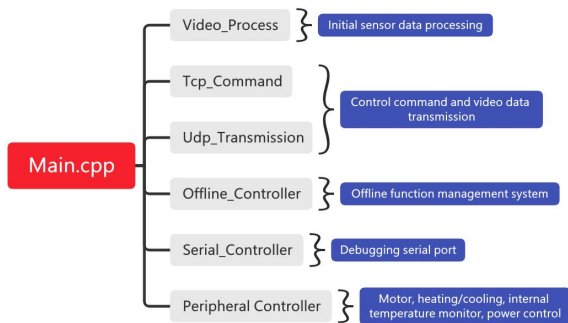 Video_Process
Initial sensor data processing
Tcp_Command
Control command and video data
transmission
Udp_Transmission
Main.cpp
Offline_Controller
Offline function management system
Serial_Controller
Debugging serial port
Peripheral Controller
Motor, heating/cooling, internal
temperature monitor, power control